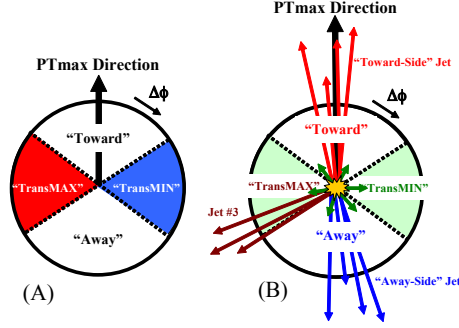 PTmax Direction
Δϕ
“Toward”
“TransMAX”
“TransMIN”
“Away”
(A)
PTmax Direction
“Toward-Side” Jet
Δϕ
“Toward”
“TransMAX”
“TransMIN”
Jet #3
“Away”
“Away-Side” Jet
(B)